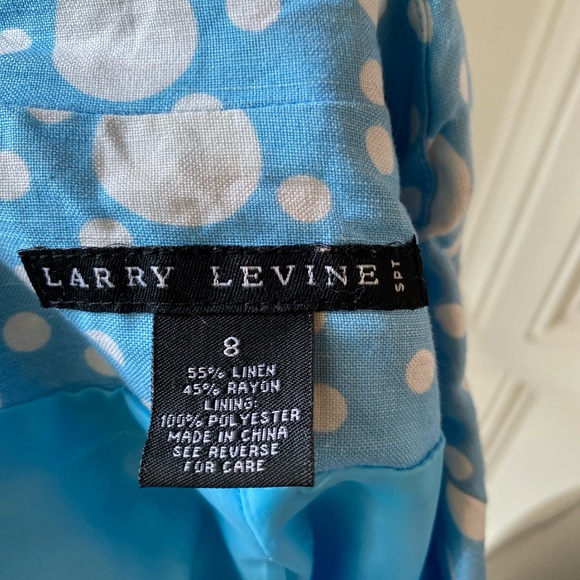 LARRY LEVINE SPT
8
55% LINEN
45% RAYON
LINING:
100% POLYESTER
MADE IN CHINA
SEE REVERSE
FOR CARE